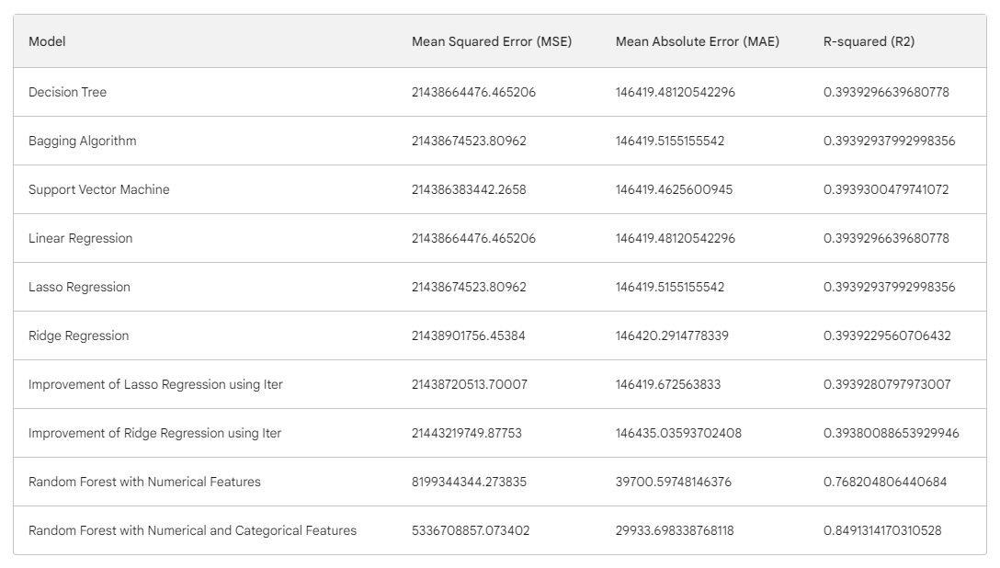 Model Mean Squared Error (MSE) Mean Absolute Error (MAE) R-squared (R2)
Decision Tree 21438664476.465206 146419.48120542296 0.3939296639680778
Bagging Algorithm 21438674523.80962 146419.5155155542 0.39392937992998356
Support Vector Machine 214386383442.2658 146419.4625600945 0.3939300479741072
Linear Regression 21438664476.465206 146419.48120542296 0.3939296639680778
Lasso Regression 21438674523.80962 146419.5155155542 0.39392937992998356
Ridge Regression 21438901756.45384 146420.2914778339 0.3939229560706432
Improvement of Lasso Regression using Iter 21438720513.70007 146419.672563833 0.3939280797973007
Improvement of Ridge Regression using Iter 21443219749.87753 146435.03593702408 0.39380088653929946
Random Forest with Numerical Features 8199344344.273835 39700.59748146376 0.768204806440684
Random Forest with Numerical and Categorical Features 5336708857.073402 29933.698338768118 0.8491314170310528